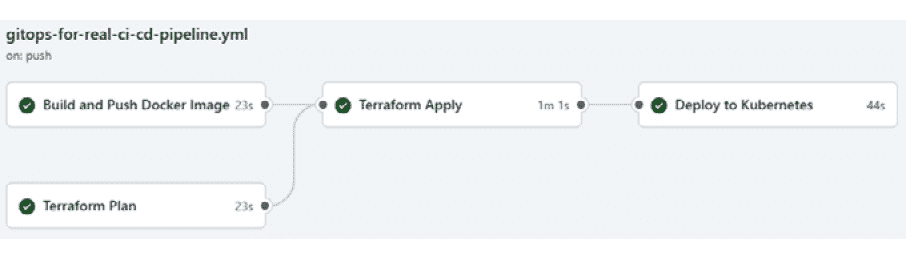 gitops-for-real-ci-cd-pipeline.yml
on: push
Build and Push Docker Image 23s
Terraform Apply 1m 1s
Deploy to Kubernetes 44s
Terraform Plan 23s